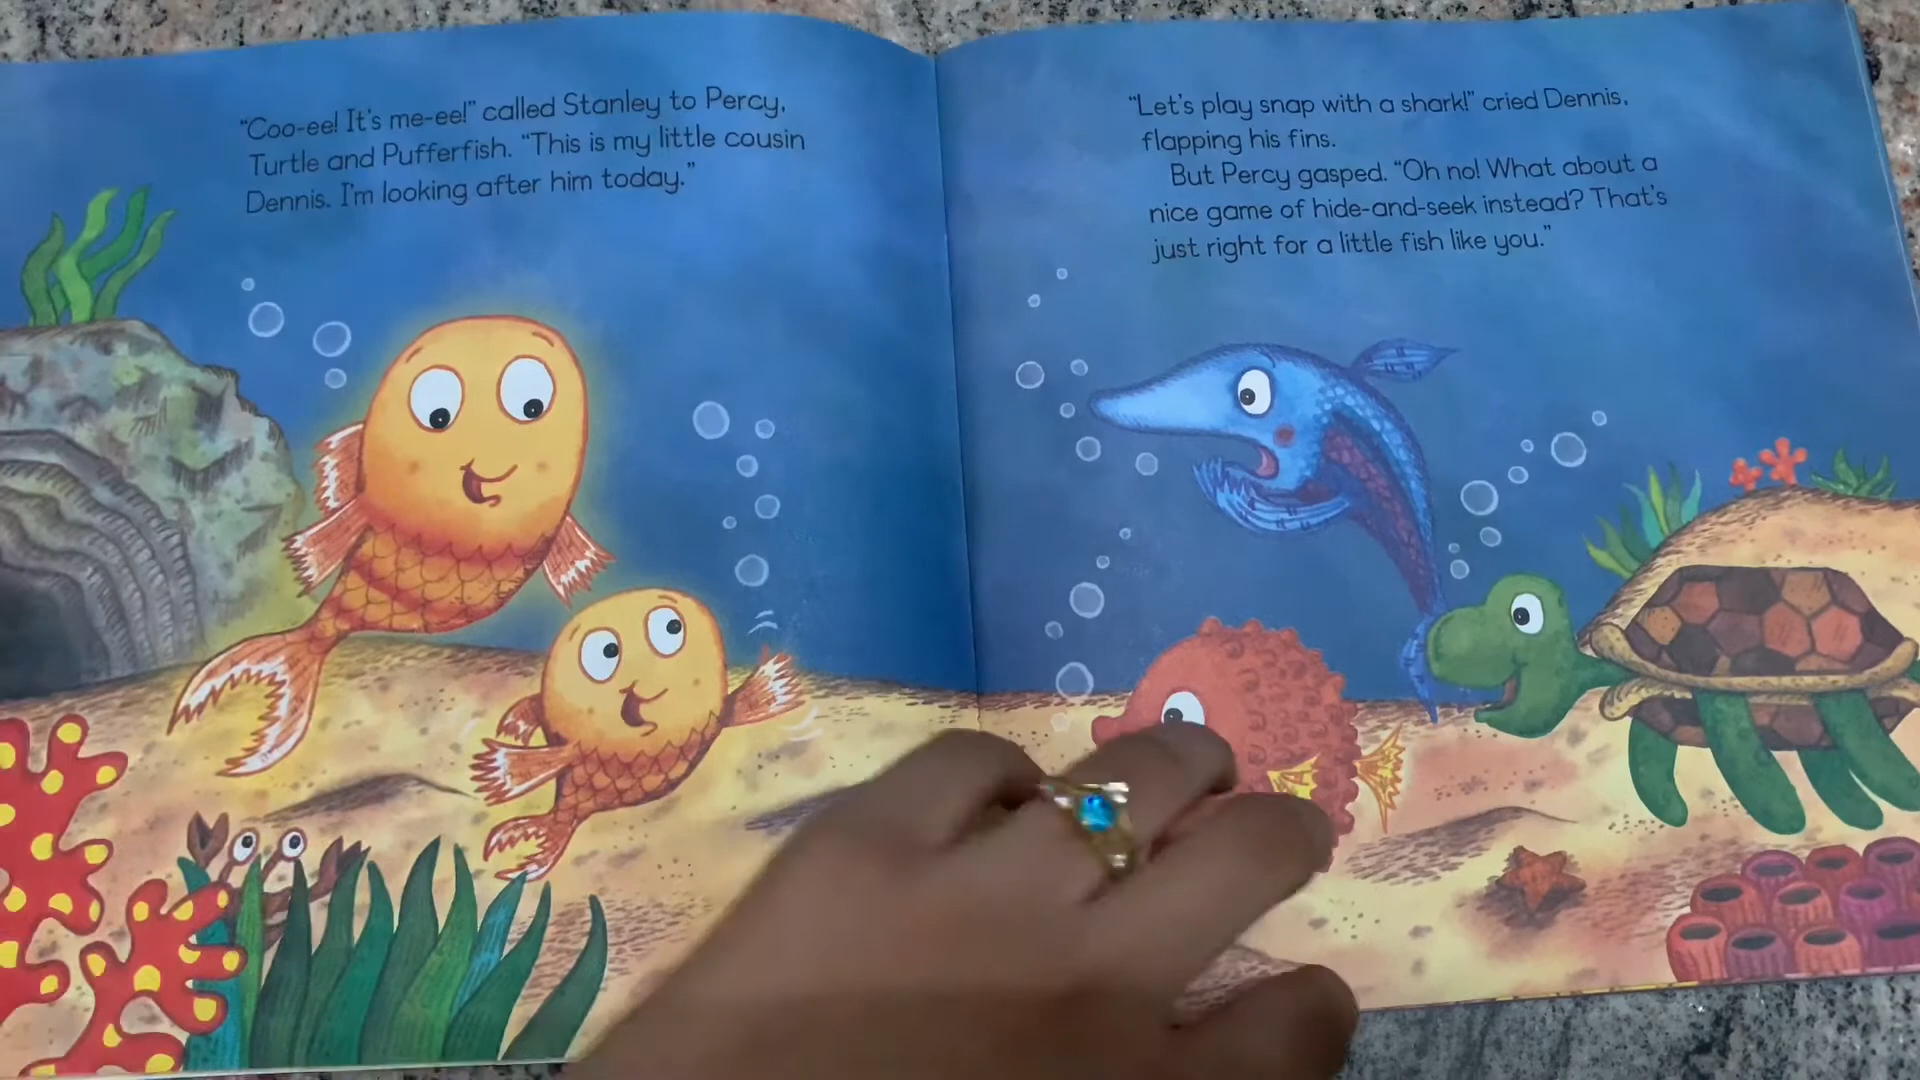 “Coo-ee! It’s me-ee!” called Stanley to Percy,
Turtle and Pufferfish. “This is my little cousin
Dennis. I’m looking after him today.”
“Let’s play snap with a shark!” cried Dennis,
flapping his fins.
But Percy gasped. “Oh no! What about a
nice game of hide-and-seek instead? That’s
just right for a little fish like you.”